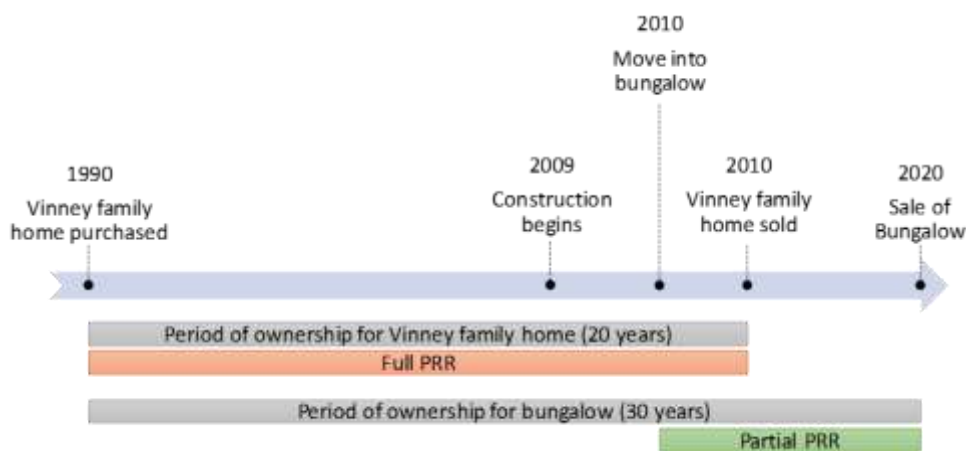 2010
Move into
bungalow
1990
Vinney family
home purchased
2009
Construction
begins
2010
Vinney family
home sold
2020
Sale of
Bungalow
Period of ownership for Vinney family home (20 years)
Full PRR
Period of ownership for bungalow (30 years)
Partial PRR